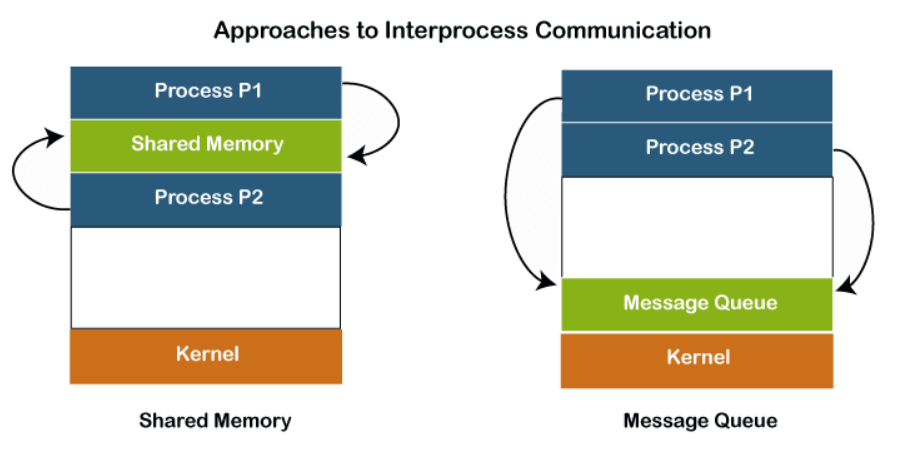 Approaches to Interprocess Communication
Process P1
Shared Memory
Process P2
Kernel
Shared Memory
Process P1
Process P2
Message Queue
Kernel
Message Queue